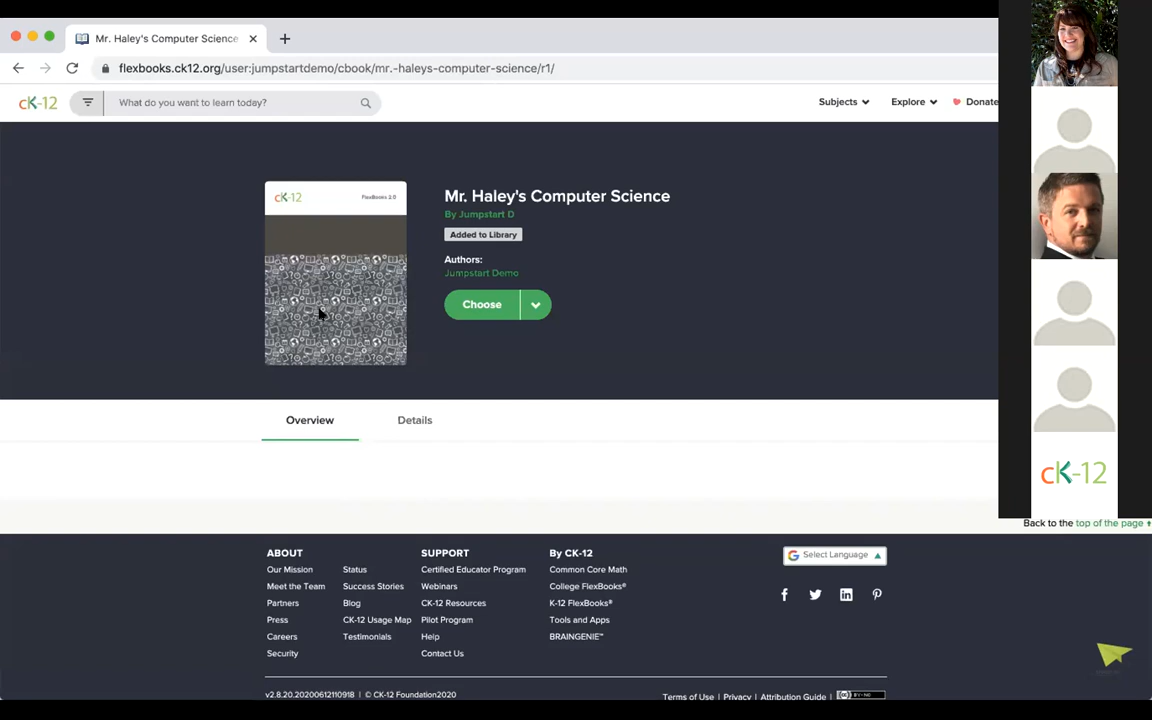 Mr. Haley's Computer Science
flexbooks.ck12.org/user:jumpstartdemo/cbook/mr.-haleys-computer-science/r1/
cK-12
What do you want to learn today?
Subjects
Explore
Donate
cK-12
FlexBooks 2.0
Mr. Haley's Computer Science
By Jumpstart D
Added to Library
Authors:
Jumpstart Demo
Choose
Overview
Details
cK-12
Back to the top of the page
ABOUT
Our Mission
Meet the Team
Partners
Press
Careers
Security
Status
Success Stories
Blog
CK-12 Usage Map
Testimonials
SUPPORT
Certified Educator Program
Webinars
CK-12 Resources
Pilot Program
Help
Contact Us
By CK-12
Common Core Math
College FlexBooks®
K-12 FlexBooks®
Tools and Apps
BRAINGENIE™
Select Language
v2.8.20.20200612110918 | © CK-12 Foundation2020
Terms of Use | Privacy | Attribution Guide |
BY-NC